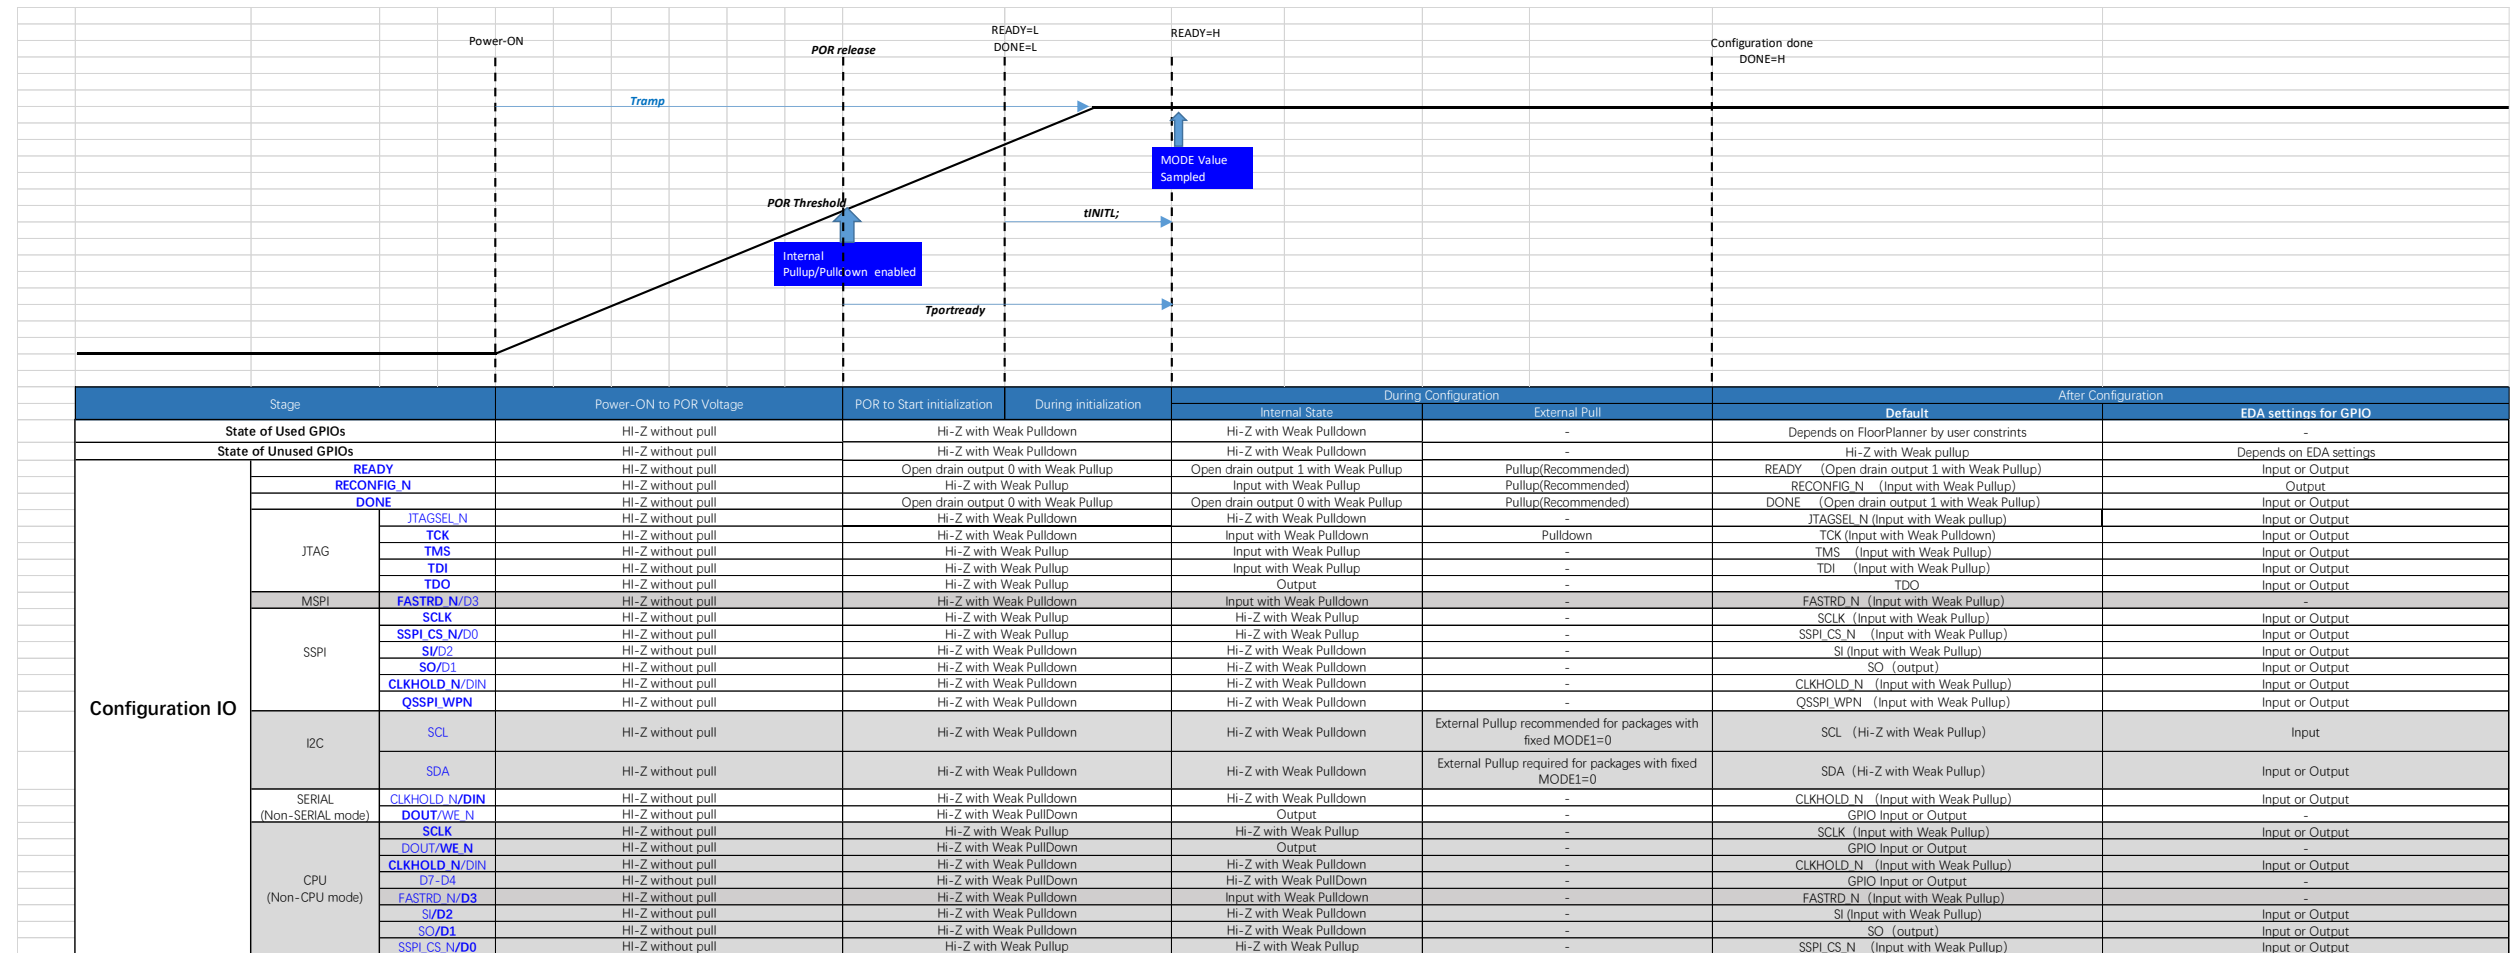 Power-ON
POR release
READY=L
DONE=L
READY=H
Configuration done
DONE=H
Tramp
MODE Value
Sampled
POR Threshold
tINITL;
Internal
Pullup/Pulldown enabled
Tportready
Stage Power-ON to POR Voltage POR to Start initialization During initialization During Configuration After Configuration
Internal State External Pull Default EDA settings for GPIO
State of Used GPIOs HI-Z without pull Hi-Z with Weak Pulldown Hi-Z with Weak Pulldown - Depends on FloorPlanner by user constrints -
State of Unused GPIOs HI-Z without pull Hi-Z with Weak Pulldown Hi-Z with Weak Pulldown - Hi-Z with Weak pullup Depends on EDA settings
Configuration IO
READY HI-Z without pull Open drain output 0 with Weak Pullup Open drain output 1 with Weak Pullup Pullup(Recommended) READY （Open drain output 1 with Weak Pullup) Input or Output
RECONFIG_N HI-Z without pull Hi-Z with Weak Pullup Input with Weak Pullup Pullup(Recommended) RECONFIG_N （Input with Weak Pullup) Output
DONE HI-Z without pull Open drain output 0 with Weak Pullup Open drain output 0 with Weak Pullup Pullup(Recommended) DONE （Open drain output 1 with Weak Pullup) Input or Output
JTAG
JTAGSEL_N HI-Z without pull Hi-Z with Weak Pulldown Hi-Z with Weak Pulldown - JTAGSEL_N (Input with Weak pullup) Input or Output
TCK HI-Z without pull Hi-Z with Weak Pulldown Input with Weak Pulldown Pulldown TCK (Input with Weak Pulldown) Input or Output
TMS HI-Z without pull Hi-Z with Weak Pullup Input with Weak Pullup - TMS （Input with Weak Pullup) Input or Output
TDI HI-Z without pull Hi-Z with Weak Pullup Input with Weak Pullup - TDI （Input with Weak Pullup) Input or Output
TDO HI-Z without pull Hi-Z with Weak Pullup Output - TDO Input or Output
MSPI FASTRD_N/D3 HI-Z without pull Hi-Z with Weak Pulldown Input with Weak Pulldown - FASTRD_N（Input with Weak Pullup) -
SSPI
SCLK HI-Z without pull Hi-Z with Weak Pullup Hi-Z with Weak Pullup - SCLK（Input with Weak Pullup) Input or Output
SSPI_CS_N/D0 HI-Z without pull Hi-Z with Weak Pullup Hi-Z with Weak Pullup - SSPI_CS_N （Input with Weak Pullup) Input or Output
SI/D2 HI-Z without pull Hi-Z with Weak Pulldown Hi-Z with Weak Pulldown - SI (Input with Weak Pullup) Input or Output
SO/D1 HI-Z without pull Hi-Z with Weak Pulldown Hi-Z with Weak Pulldown - SO（output) Input or Output
CLKHOLD_N/DIN HI-Z without pull Hi-Z with Weak Pulldown Hi-Z with Weak Pulldown - CLKHOLD_N （Input with Weak Pullup) Input or Output
QSSPI_WPN HI-Z without pull Hi-Z with Weak Pulldown Hi-Z with Weak Pulldown - QSSPI_WPN（Input with Weak Pullup) Input or Output
I2C
SCL HI-Z without pull Hi-Z with Weak Pulldown Hi-Z with Weak Pulldown External Pullup recommended for packages with fixed MODE1=0 SCL （Hi-Z with Weak Pullup) Input
SDA HI-Z without pull Hi-Z with Weak Pulldown Hi-Z with Weak Pulldown External Pullup required for packages with fixed MODE1=0 SDA（Hi-Z with Weak Pullup) Input or Output
SERIAL
(Non-SERIAL mode)
CLKHOLD_N/DIN HI-Z without pull Hi-Z with Weak Pulldown Hi-Z with Weak Pulldown - CLKHOLD_N （Input with Weak Pullup) Input or Output
DOUT/WE_N HI-Z without pull Hi-Z with Weak PullDown Output - GPIO Input or Output -
CPU
(Non-CPU mode)
SCLK HI-Z without pull Hi-Z with Weak Pullup Hi-Z with Weak Pullup - SCLK（Input with Weak Pullup) Input or Output
DOUT/WE_N HI-Z without pull Hi-Z with Weak PullDown Output - GPIO Input or Output -
CLKHOLD_N/DIN HI-Z without pull Hi-Z with Weak Pulldown Hi-Z with Weak Pulldown - CLKHOLD_N （Input with Weak Pullup) Input or Output
D7-D4 HI-Z without pull Hi-Z with Weak PullDown Hi-Z with Weak PullDown - GPIO Input or Output -
FASTRD_N/D3 HI-Z without pull Hi-Z with Weak Pulldown Input with Weak Pulldown - FASTRD_N（Input with Weak Pullup) -
SI/D2 HI-Z without pull Hi-Z with Weak Pulldown Hi-Z with Weak Pulldown - SI (Input with Weak Pullup) Input or Output
SO/D1 HI-Z without pull Hi-Z with Weak Pulldown Hi-Z with Weak Pulldown - SO（output) Input or Output
SSPI_CS_N/D0 HI-Z without pull Hi-Z with Weak Pullup Hi-Z with Weak Pullup - SSPI_CS_N （Input with Weak Pullup) Input or Output